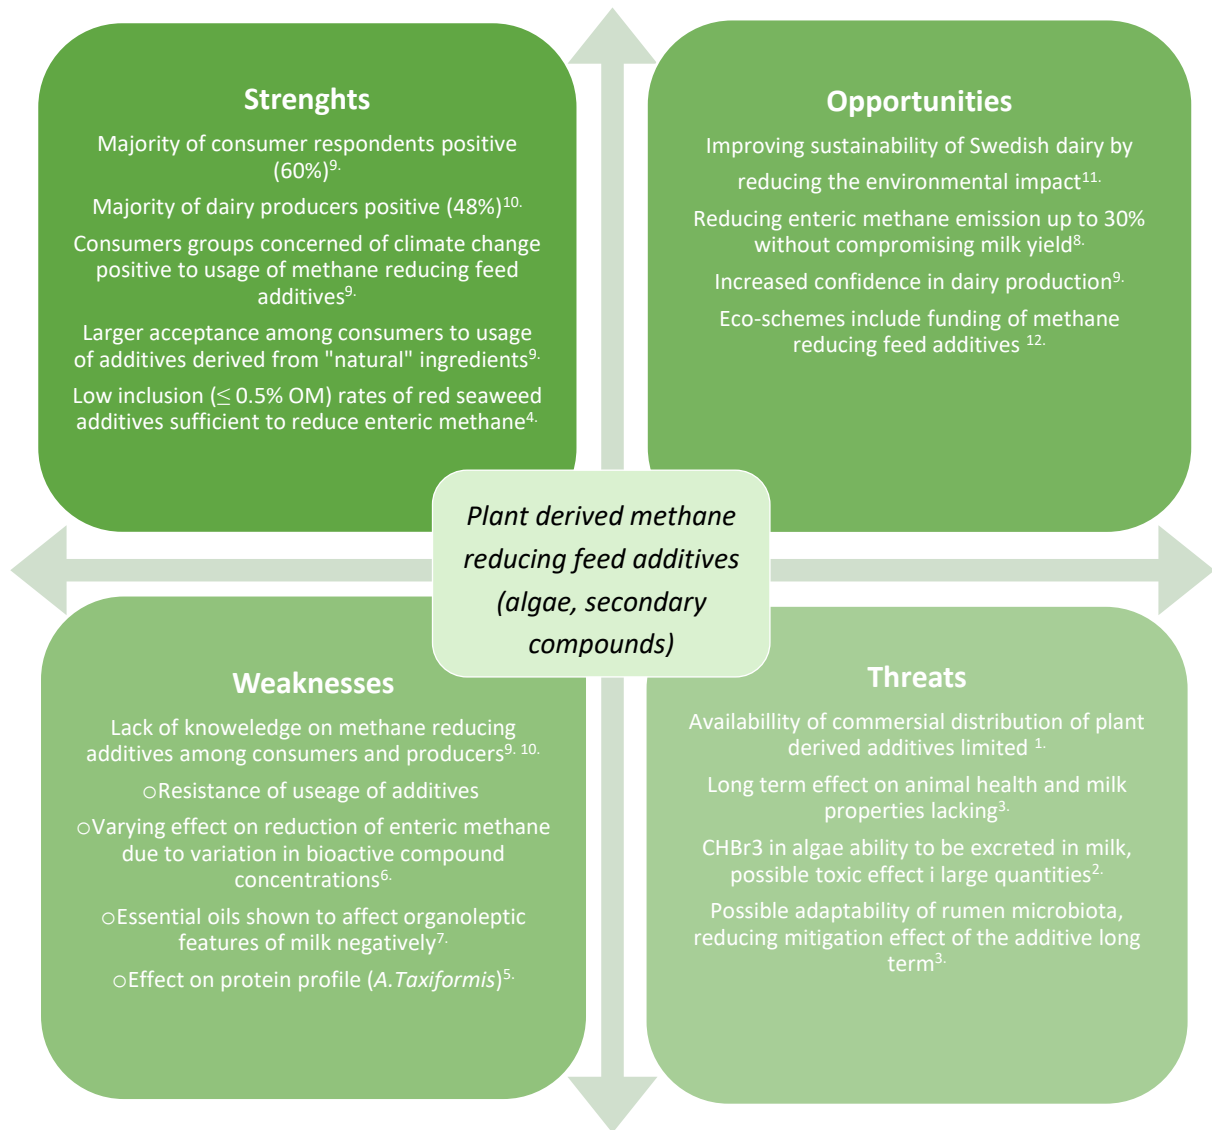 Strenghts
Majority of consumer respondents positive
(60%)9.
Majority of dairy producers positive (48%)10.
Consumers groups concerned of climate change
positive to usage of methane reducing feed
additives9.
Larger acceptance among consumers to usage
of additives derived from "natural" ingredients9.
Low inclusion (≤ 0.5% OM) rates of red seaweed
additives sufficient to reduce enteric methane4.
Opportunities
Improving sustainability of Swedish dairy by
reducing the environmental impact11.
Reducing enteric methane emission up to 30%
without compromising milk yield8.
Increased confidence in dairy production9.
Eco-schemes include funding of methane
reducing feed additives 12.
Plant derived methane
reducing feed additives
(algae, secondary
compounds)
Weaknesses
Lack of knoweledge on methane reducing
additives among consumers and producers9. 10.
○Resistance of useage of additives
○Varying effect on reduction of enteric methane
due to variation in bioactive compound
concentrations6.
○Essential oils shown to affect organoleptic
features of milk negatively7.
○Effect on protein profile (A.Taxiformis)5.
Threats
Availabillity of commersial distribution of plant
derived additives limited 1.
Long term effect on animal health and milk
properties lacking3.
CHBr3 in algae ability to be excreted in milk,
possible toxic effect i large quantities2.
Possible adaptability of rumen microbiota,
reducing mitigation effect of the additive long
term3.